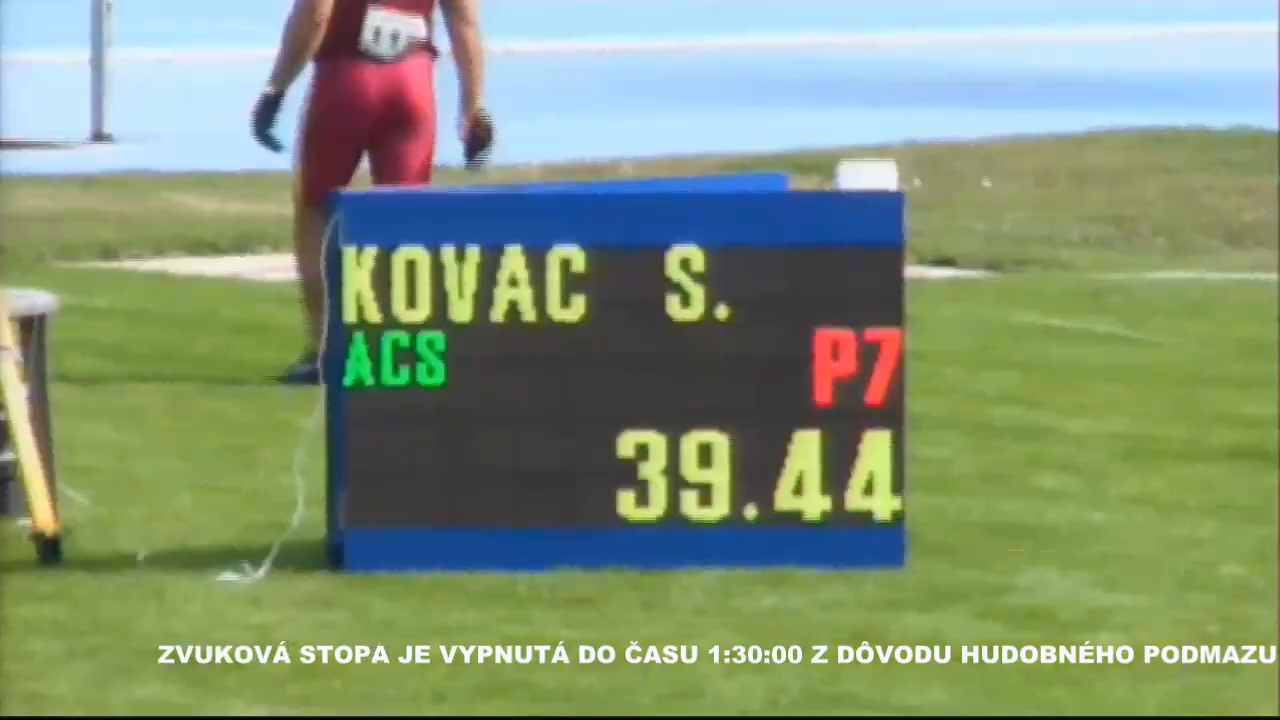 KOVAC S.
ACS P7
39.44
ZVUKOVÁ STOPA JE VYPNUTÁ DO ČASU 1:30:00 Z DÔVODU HUDOBNÉHO PODMAZU